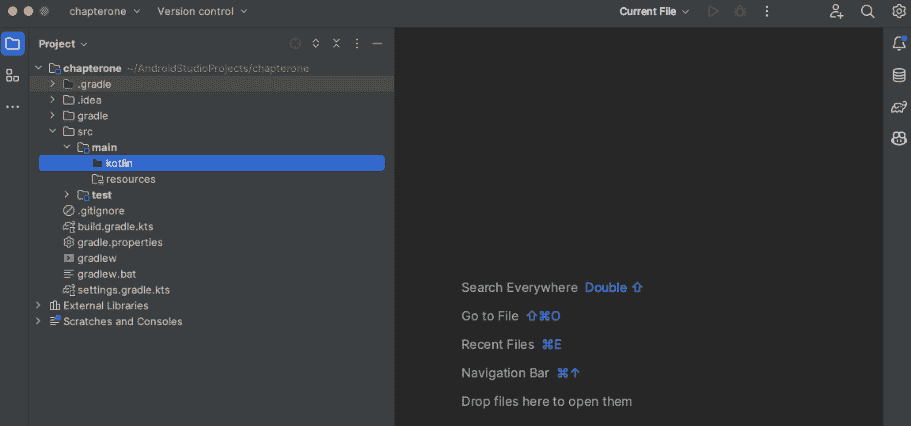 chapterone Version control Current File
Project
chapterone ~/AndroidStudioProjects/chapterone
.gradle
.idea
gradle
src
main
kotlin
resources
test
.gitignore
build.gradle.kts
gradle.properties
gradlew
gradlew.bat
settings.gradle.kts
External Libraries
Scratches and Consoles
Search Everywhere Double ⇧
Go to File ⇧⌘O
Recent Files ⌘E
Navigation Bar ⌘↑
Drop files here to open them